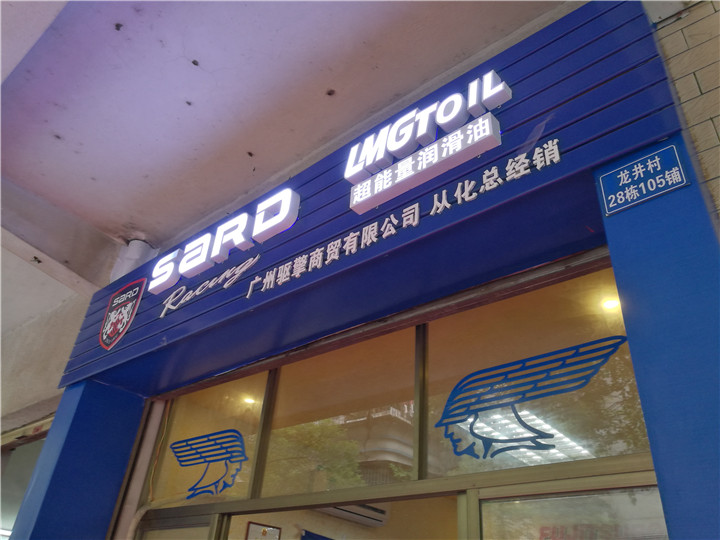 SARD
Racing
SARD
LMGTOIL
超能量润滑油
广州驱擎商贸有限公司 从化总经销
龙井村
28栋105铺